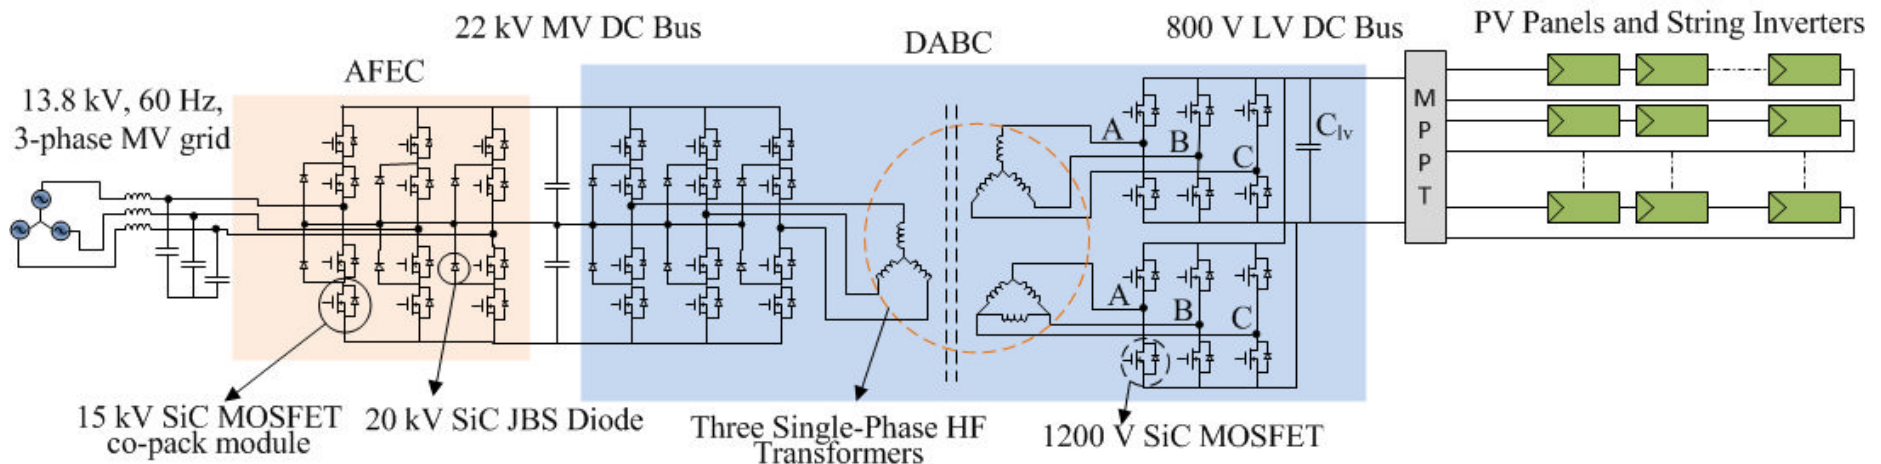 22 kV MV DC Bus
DABC
800 V LV DC Bus
PV Panels and String Inverters
AFEC
13.8 kV, 60 Hz,
3-phase MV grid
A
B
C
C_lv
M
P
P
T
A
B
C
15 kV SiC MOSFET
co-pack module
20 kV SiC JBS Diode
Three Single-Phase HF
Transformers
1200 V SiC MOSFET